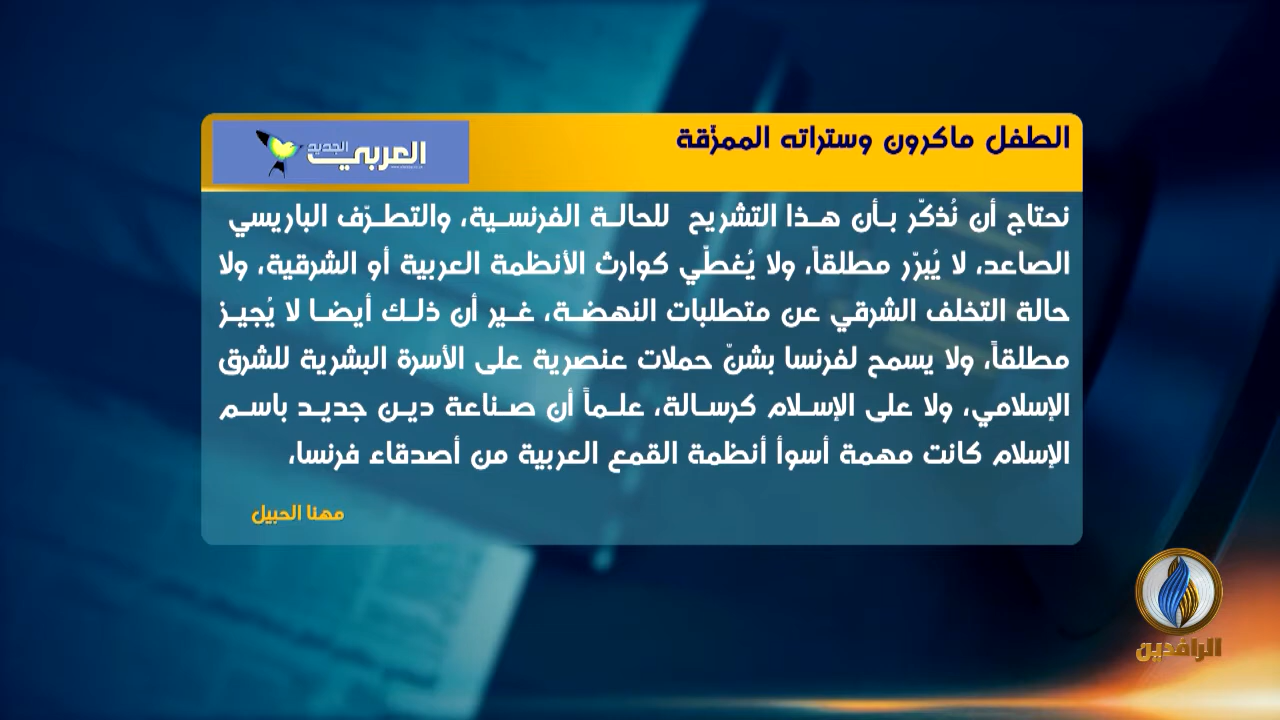 الطفل ماكرون وستراته الممزّقة
العربي الجديد
نحتاج أن نُذكّر بـأن هـذا التشريح للحالـة الفرنسـية، والتطـرّف الباريسي
الصاعد، لا يُبرّر مطلقاً، ولا يُغطّي كوارث الأنظمة العربية أو الشرقية، ولا
حالة التخلف الشرقي عن متطلبات النهضـة، غـير أن ذلـك أيضـا لا يُجيـز
مطلقاً، ولا يسمح لفرنسا بشنّ حملات عنصرية على الأسرة البشرية للشرق
الإسلامي، ولا على الإسـلام كرسـالة، علـماً أن صـناعة ديـن جديـد باسـم
الإسلام كانت مهمة أسوأ أنظمة القمع العربية من أصدقاء فرنسا،
مهنا الحبيل
الرافدين